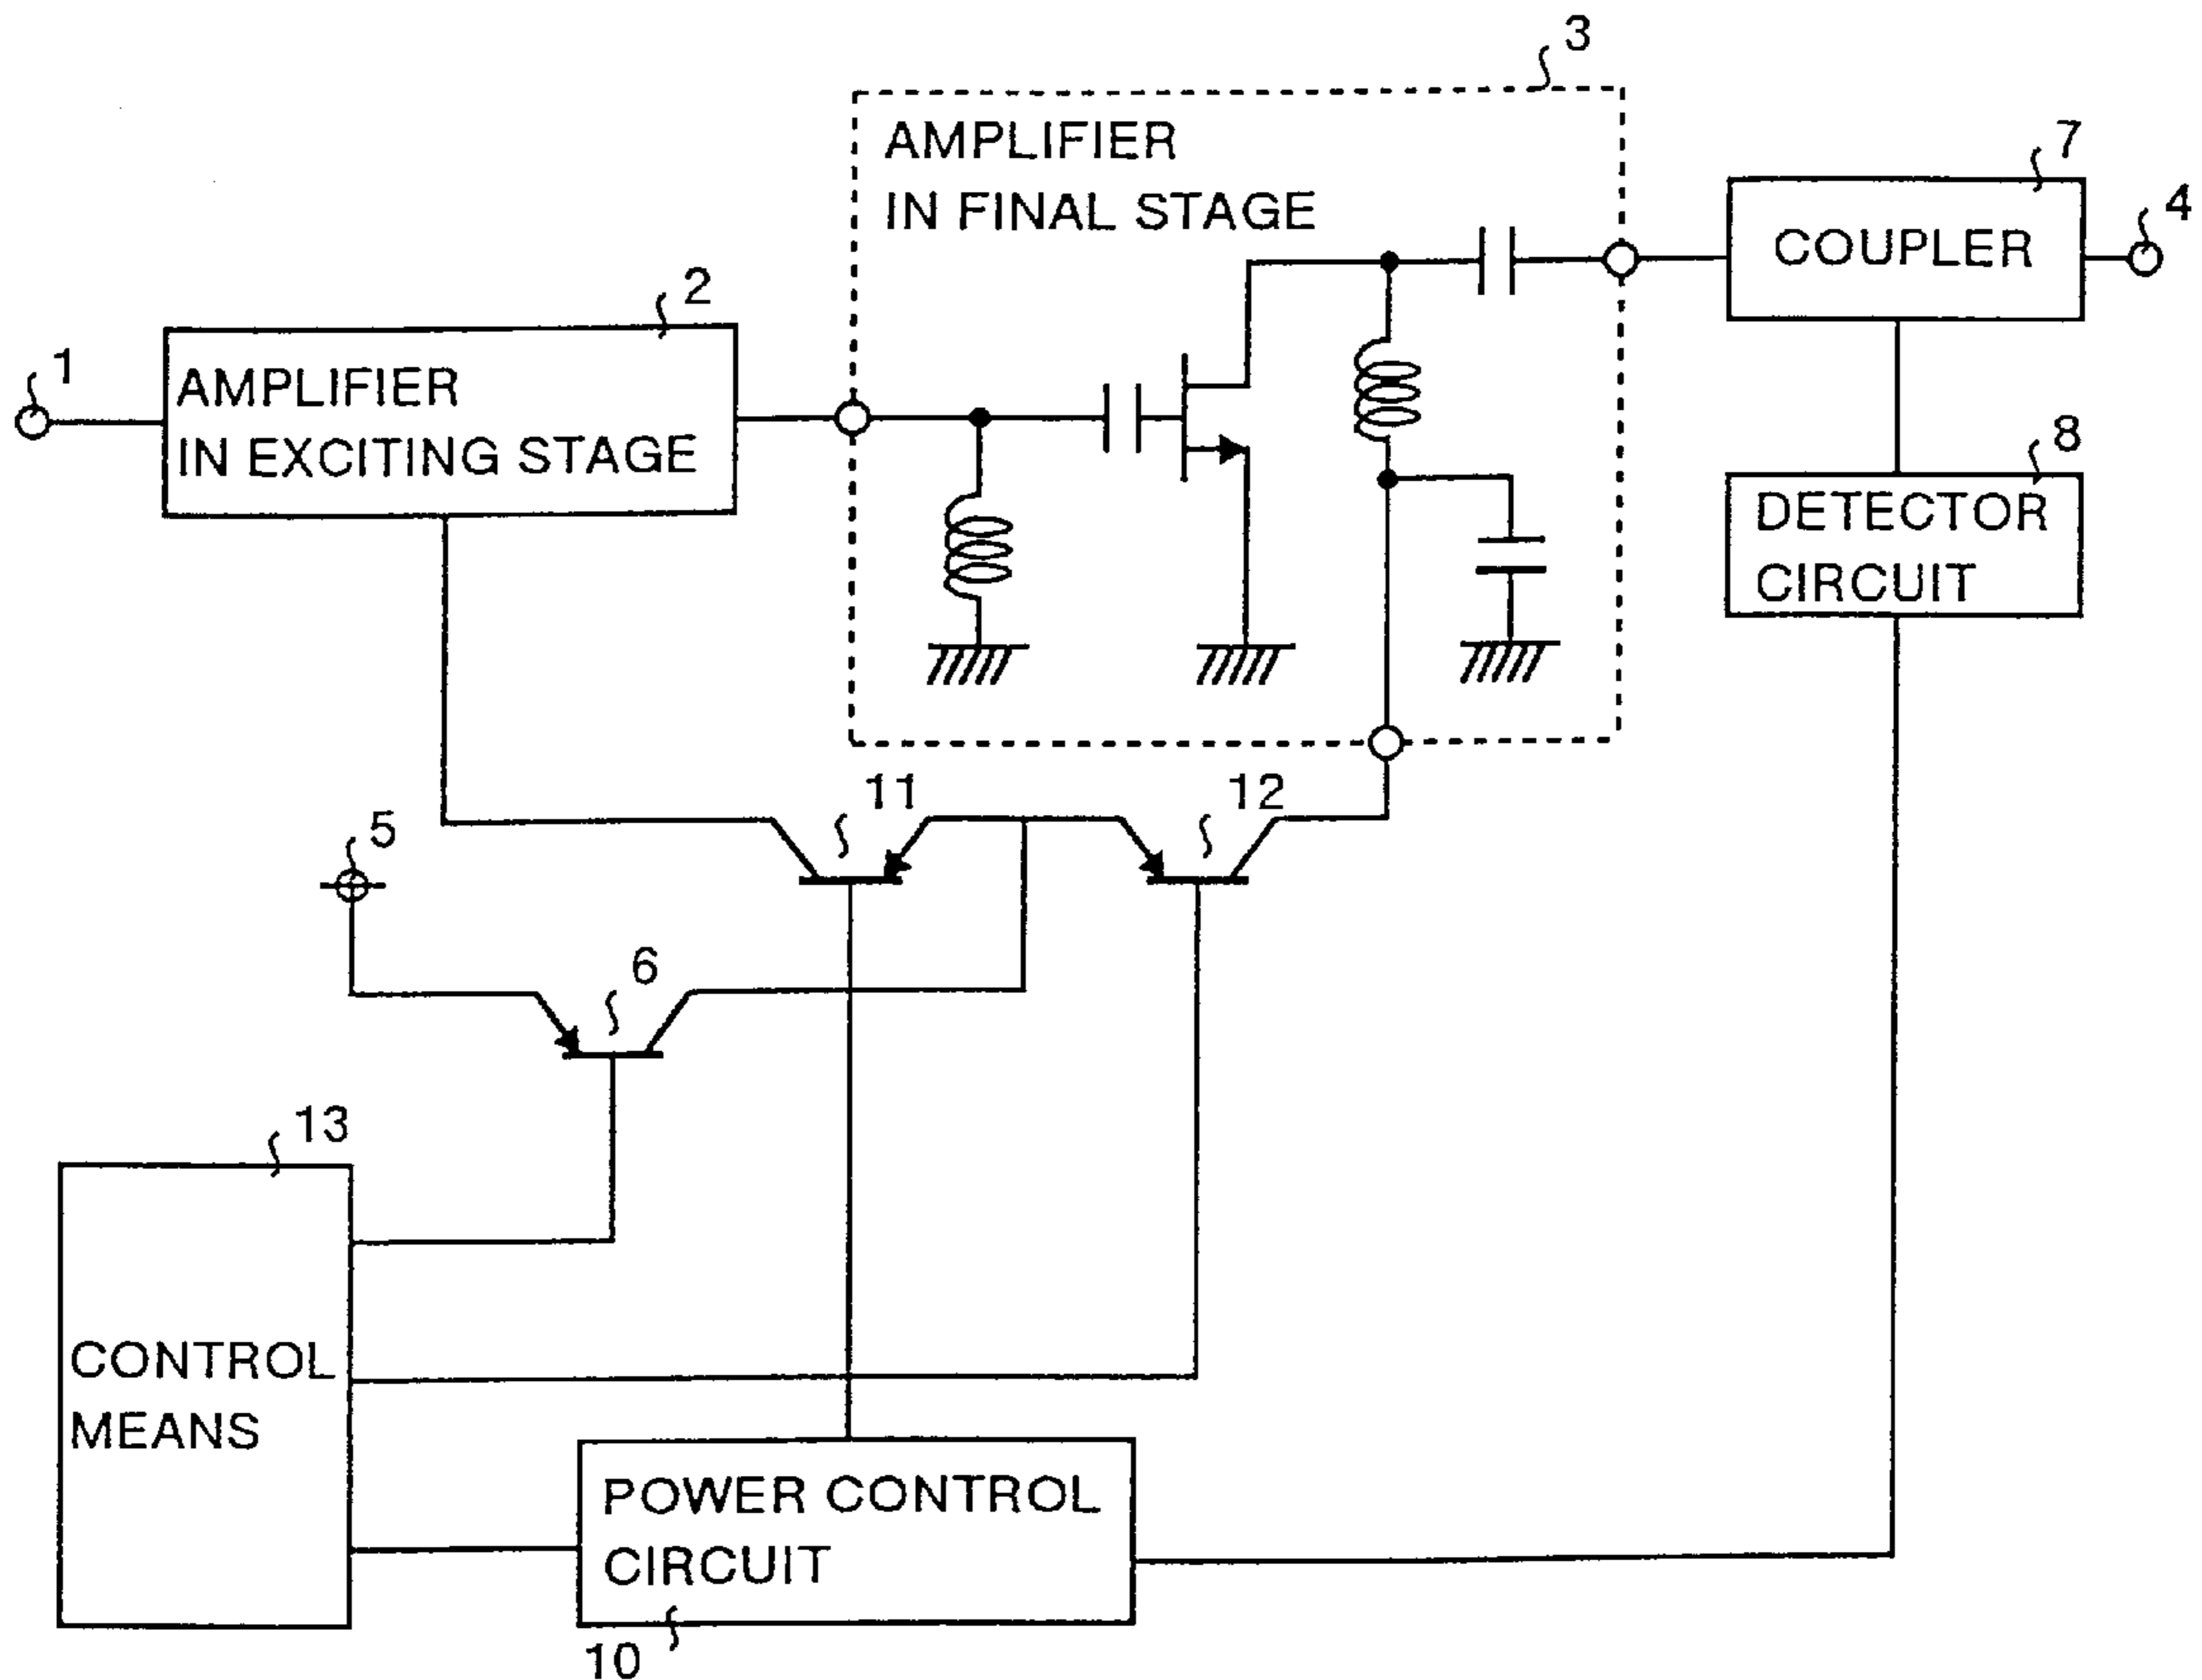 3
AMPLIFIER
IN FINAL STAGE
7
COUPLER
4
2
1
AMPLIFIER
IN EXCITING STAGE
8
DETECTOR
CIRCUIT
11
12
5
6
13
CONTROL
MEANS
POWER CONTROL
CIRCUIT
10